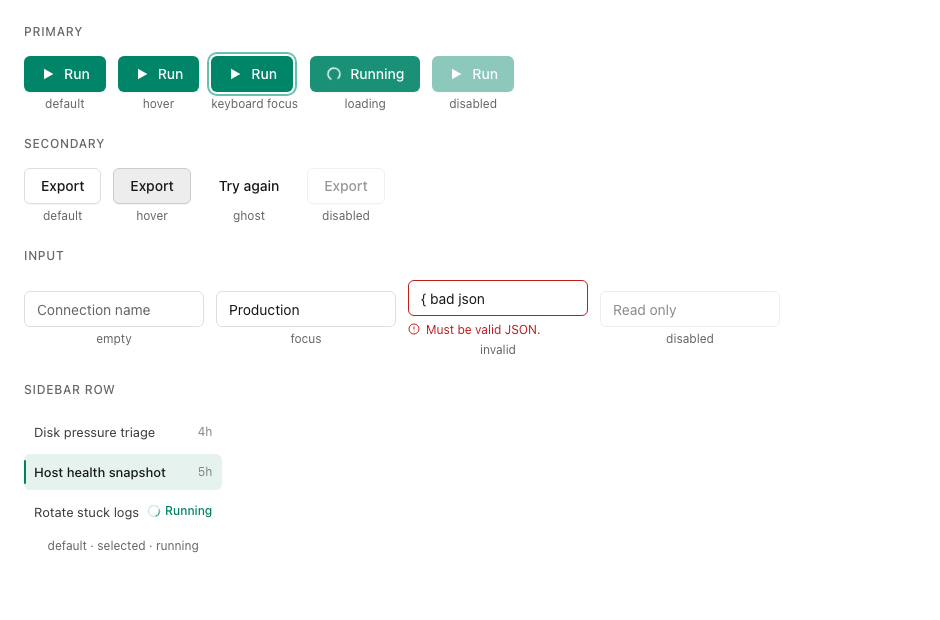 PRIMARY
Run Run Run Running Run
default hover keyboard focus loading disabled
SECONDARY
Export Export Try again Export
default hover ghost disabled
INPUT
Connection name Production { bad json Read only
Must be valid JSON.
empty focus invalid disabled
SIDEBAR ROW
Disk pressure triage 4h
Host health snapshot 5h
Rotate stuck logs Running
default · selected · running